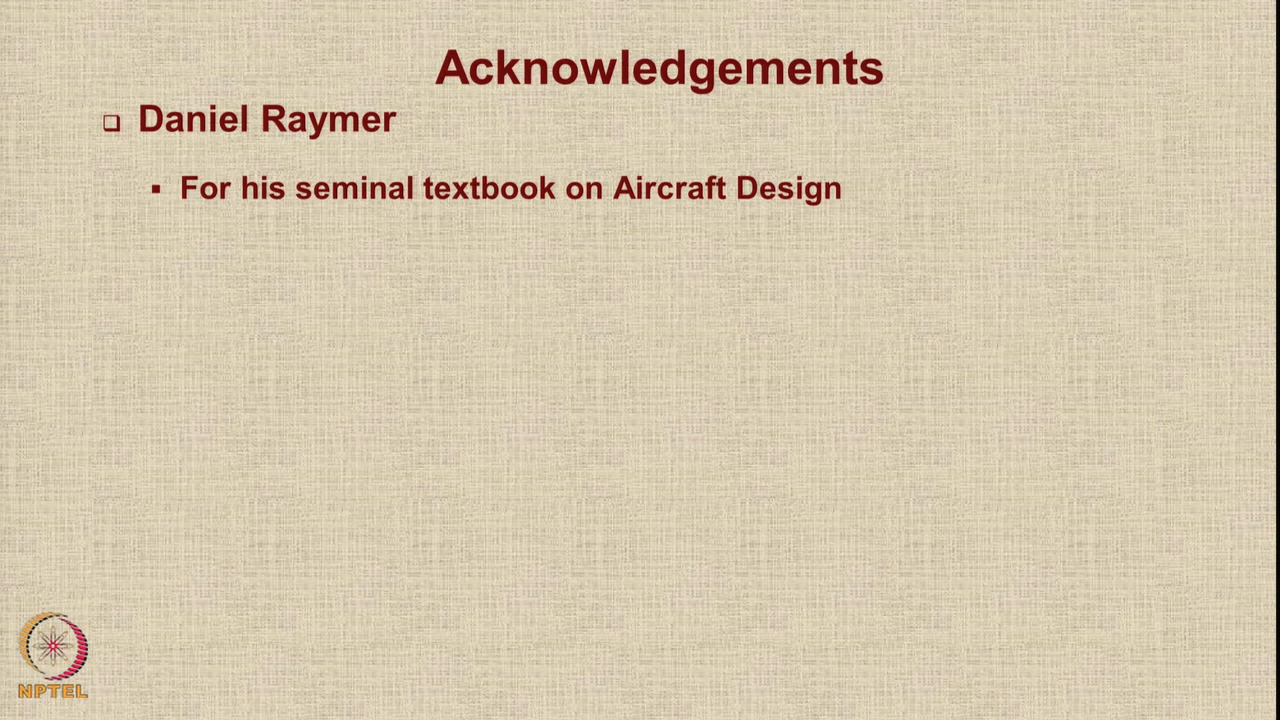 Acknowledgements
Daniel Raymer
For his seminal textbook on Aircraft Design
NPTEL